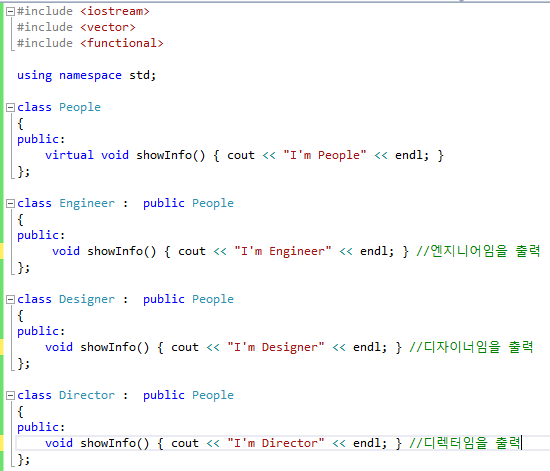 #include <iostream>
#include <vector>
#include <functional>
using namespace std;
class People
{
public:
virtual void showInfo() { cout << "I'm People" << endl; }
};
class Engineer :  public People
{
public:
void showInfo() { cout << "I'm Engineer" << endl; } //엔지니어임을 출력
};
class Designer :  public People
{
public:
void showInfo() { cout << "I'm Designer" << endl; } //디자이너임을 출력
};
class Director :  public People
{
public:
void showInfo() { cout << "I'm Director" << endl; } //디렉터임을 출력
};